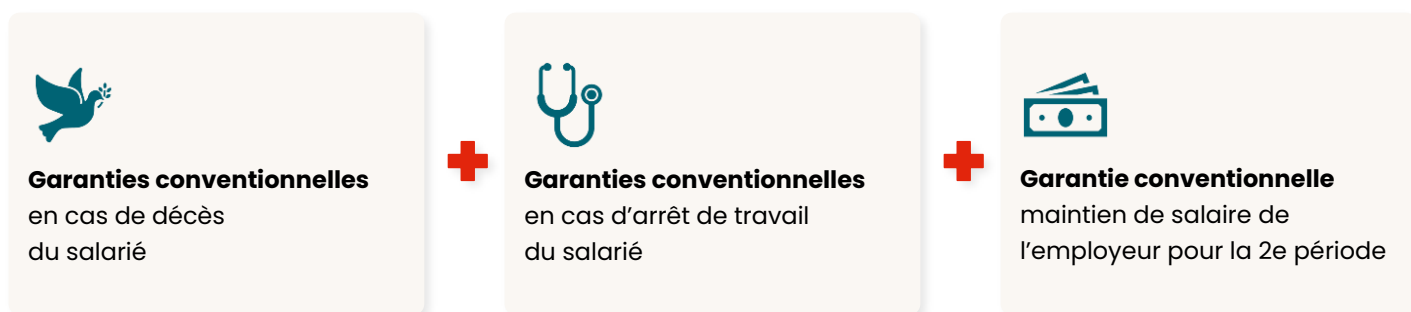 Garanties conventionnelles
en cas de décès
du salarié
Garanties conventionnelles
en cas d’arrêt de travail
du salarié
Garantie conventionnelle
maintien de salaire de
l’employeur pour la 2e période